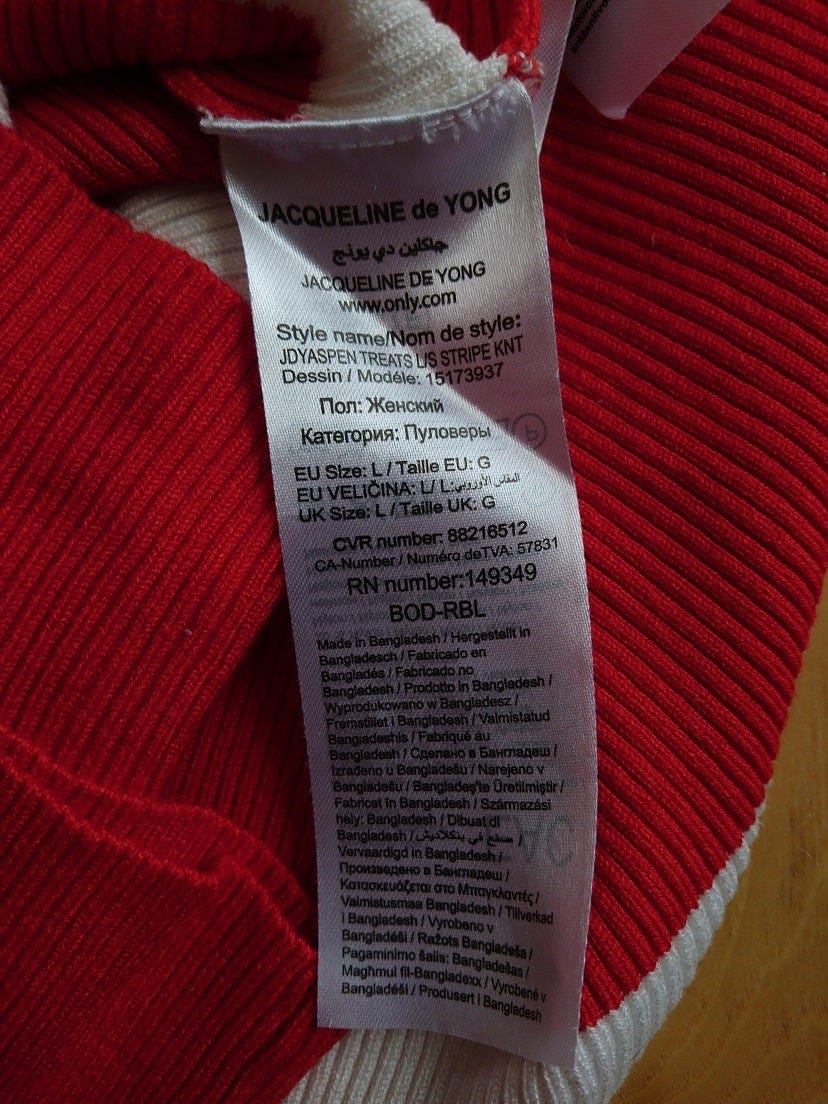 JACQUELINE de YONG
جاكلين دي يونج
JACQUELINE DE YONG
www.only.com
Style name/Nom de style:
JDYASPEN TREATS L/S STRIPE KNT
Dessin / Modéle: 15173937
Пол: Женский
Категория: Пуловеры
EU Size: L / Taille EU: G
EU VELIČINA: L/ L:المقاس الأوروبي
UK Size: L / Taille UK: G
CVR number: 88216512
CA-Number / Numéro deTVA: 57831
RN number:149349
BOD-RBL
Made in Bangladesh / Hergestellt in
Bangladesch / Fabricado en
Bangladés / Fabricado no
Bangladesh / Prodotto in Bangladesh /
Wyprodukowano w Bangladesz /
Fremstillet i Bangladesh / Valmistatud
Bangladeshis / Fabriqué au
Bangladesh / Сделано в Бангладеш /
Izrađeno u Bangladešu / Narejeno v
Bangladešu / Bangladeş'te Üretilmiştir /
Fabricat în Bangladesh / Származási
hely: Bangladesh / Dibuat di
Bangladesh / صنع في بنكلاديش /
Vervaardigd in Bangladesh /
Произведено в Бангладеш /
Κατασκευάζεται στο Μπαγκλαντές /
Valmistusmaa Bangladesh / Tillverkad
i Bangladesh / Vyrobeno v
Bangladéši / Ražots Bangladeša /
Pagaminimo šalis: Bangladešas /
Magħmul fil-Bangladexx / Vyrobené v
Bangladéši / Produsert i Bangladesh